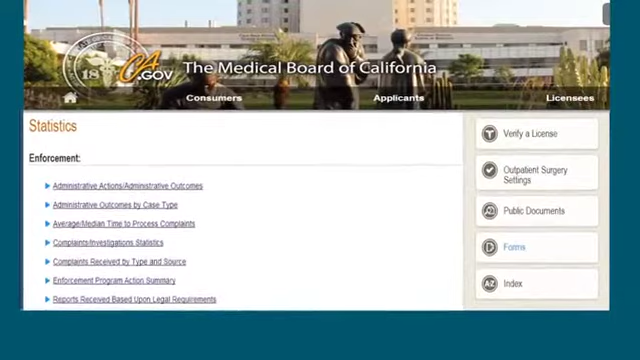 18
CA
.GOV
The Medical Board of California
Consumers
Applicants
Licensees
Statistics
Enforcement:
Administrative Actions/Administrative Outcomes
Administrative Outcomes by Case Type
Average/Median Time to Process Complaints
Complaints/Investigations Statistics
Complaints Received by Type and Source
Enforcement Program Action Summary
Reports Received Based Upon Legal Requirements
Verify a License
Outpatient Surgery
Settings
Public Documents
Forms
A-Z
Index